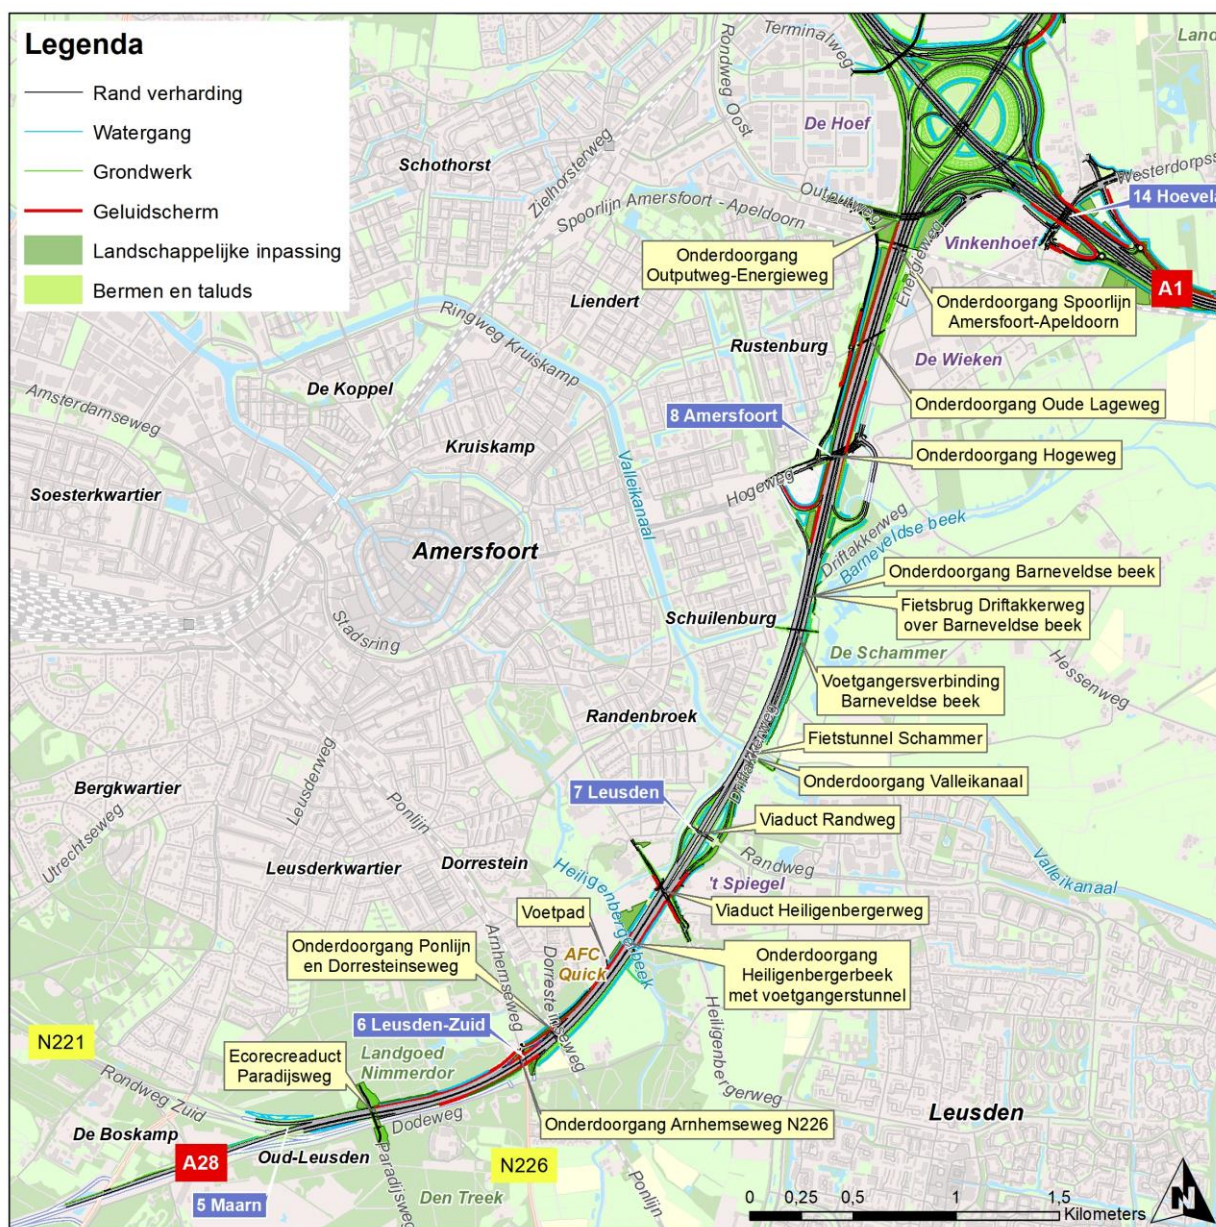 Legenda
Rand verharding
Watergang
Grondwerk
Geluidscherm
Landschappelijke inpassing
Bermen en taluds
Terminalweg
Rondweg Oost
De Hoef
Land
Schothorst
Zielhorsterweg
Outputweg
Spoorlijn Amersfoort - Apeldoorn
Westerdorpss
14 Hoevela
Vinkenhoef
Energieweg
A1
Onderdoorgang
Outputweg-Energieweg
Onderdoorgang Spoorlijn
Amersfoort-Apeldoorn
Liendert
Ringweg Kruiskamp
Rustenburg
De Wieken
De Koppel
Amsterdamseweg
Onderdoorgang Oude Lageweg
8 Amersfoort
Kruiskamp
Onderdoorgang Hogeweg
Valleikanaal
Hogeweg
Soesterkwartier
Amersfoort
Driftakkerweg
Barneveldse beek
Onderdoorgang Barneveldse beek
Fietsbrug Driftakkerweg
over Barneveldse beek
Schuilenburg
Stadsring
De Schammer
Hessenweg
Voetgangersverbinding
Barneveldse beek
Randenbroek
Driftakkerweg
Fietstunnel Schammer
Onderdoorgang Valleikanaal
Leusderweg
Bergkwartier
7 Leusden
Ponlijn
Viaduct Randweg
Utrechtseweg
Randweg
Valleikanaal
Leusderkwartier
Dorrestein
Heiligenbergerbeek
't Spiegel
Voetpad
Viaduct Heiligenbergerweg
Onderdoorgang Ponlijn
en Dorresteinseweg
Arnhemseweg
Dorresteinseweg
AFC
Quick
Onderdoorgang
Heiligenbergerbeek
met voetgangerstunnel
6 Leusden-Zuid
N221
Ecorecreaduct
Paradijsweg
Landgoed
Nimmerdor
Heiligenbergerweg
Rondweg Zuid
Dodeweg
Leusden
De Boskamp
Onderdoorgang Arnhemseweg N226
A28
Oud-Leusden
N226
5 Maarn
Paradijsweg
Den Treek
Ponlijn
0 0,25 0,5 1 1,5
Kilometers
N